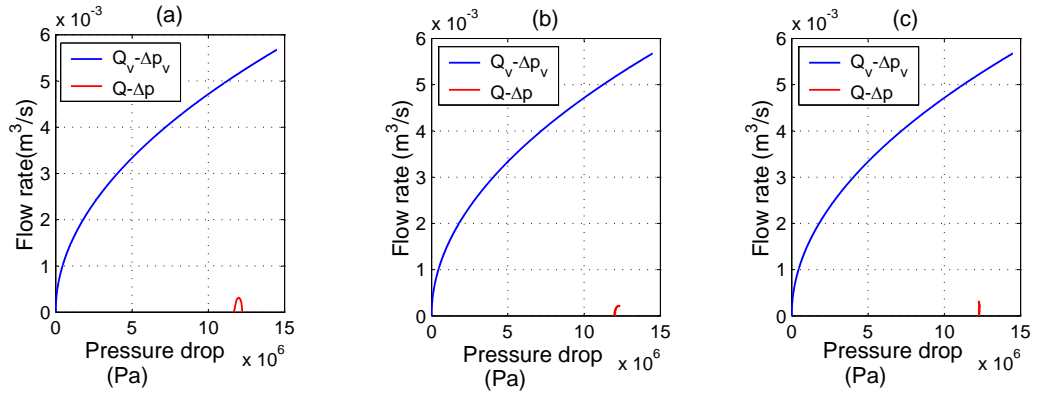 (a)
x 10^-3
Flow rate(m^3/s)
6
5
4
3
2
1
0
Q_v-Δp_v
Q-Δp
0 5 10 15
Pressure drop
(Pa)
x 10^6
(b)
x 10^-3
Flow rate (m^3/s)
6
5
4
3
2
1
0
Q_v-Δp_v
Q-Δp
0 5 10 15
Pressure drop
(Pa)
x 10^6
(c)
x 10^-3
Flow rate (m^3/s)
6
5
4
3
2
1
0
Q_v-Δp_v
Q-Δp
0 5 10 15
Pressure drop
(Pa)
x 10^6